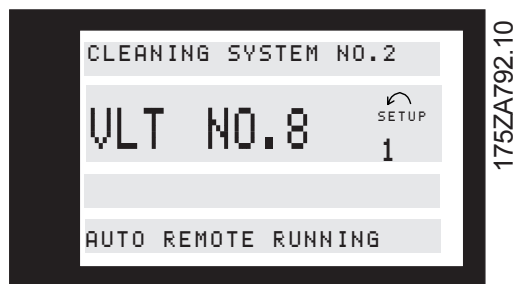 CLEANING SYSTEM NO.2
VLT NO.8
SETUP
1
AUTO REMOTE RUNNING
175ZA792.10